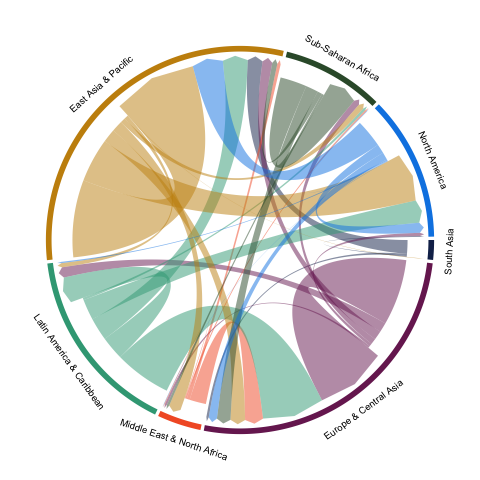 East Asia & Pacific
Sub-Saharan Africa
North America
South Asia
Europe & Central Asia
Middle East & North Africa
Latin America & Caribbean